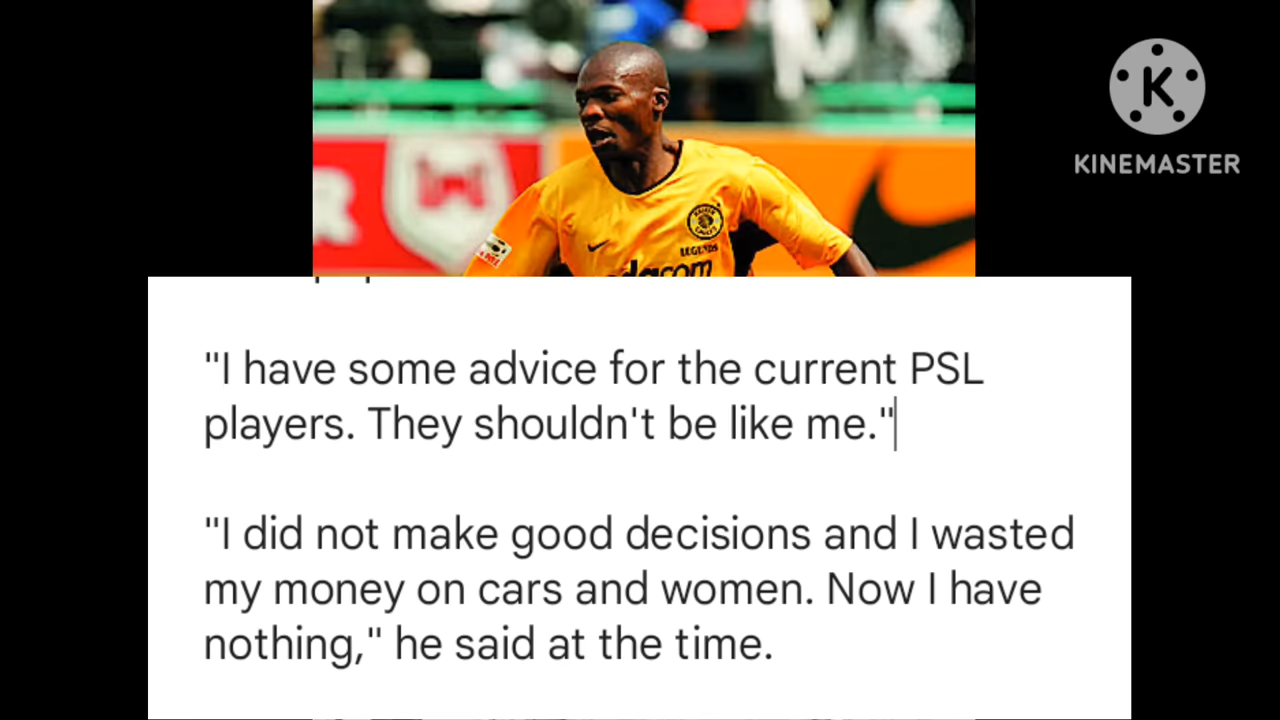 KINEMASTER
LEGENDS
"I have some advice for the current PSL
players. They shouldn't be like me."
"I did not make good decisions and I wasted
my money on cars and women. Now I have
nothing," he said at the time.